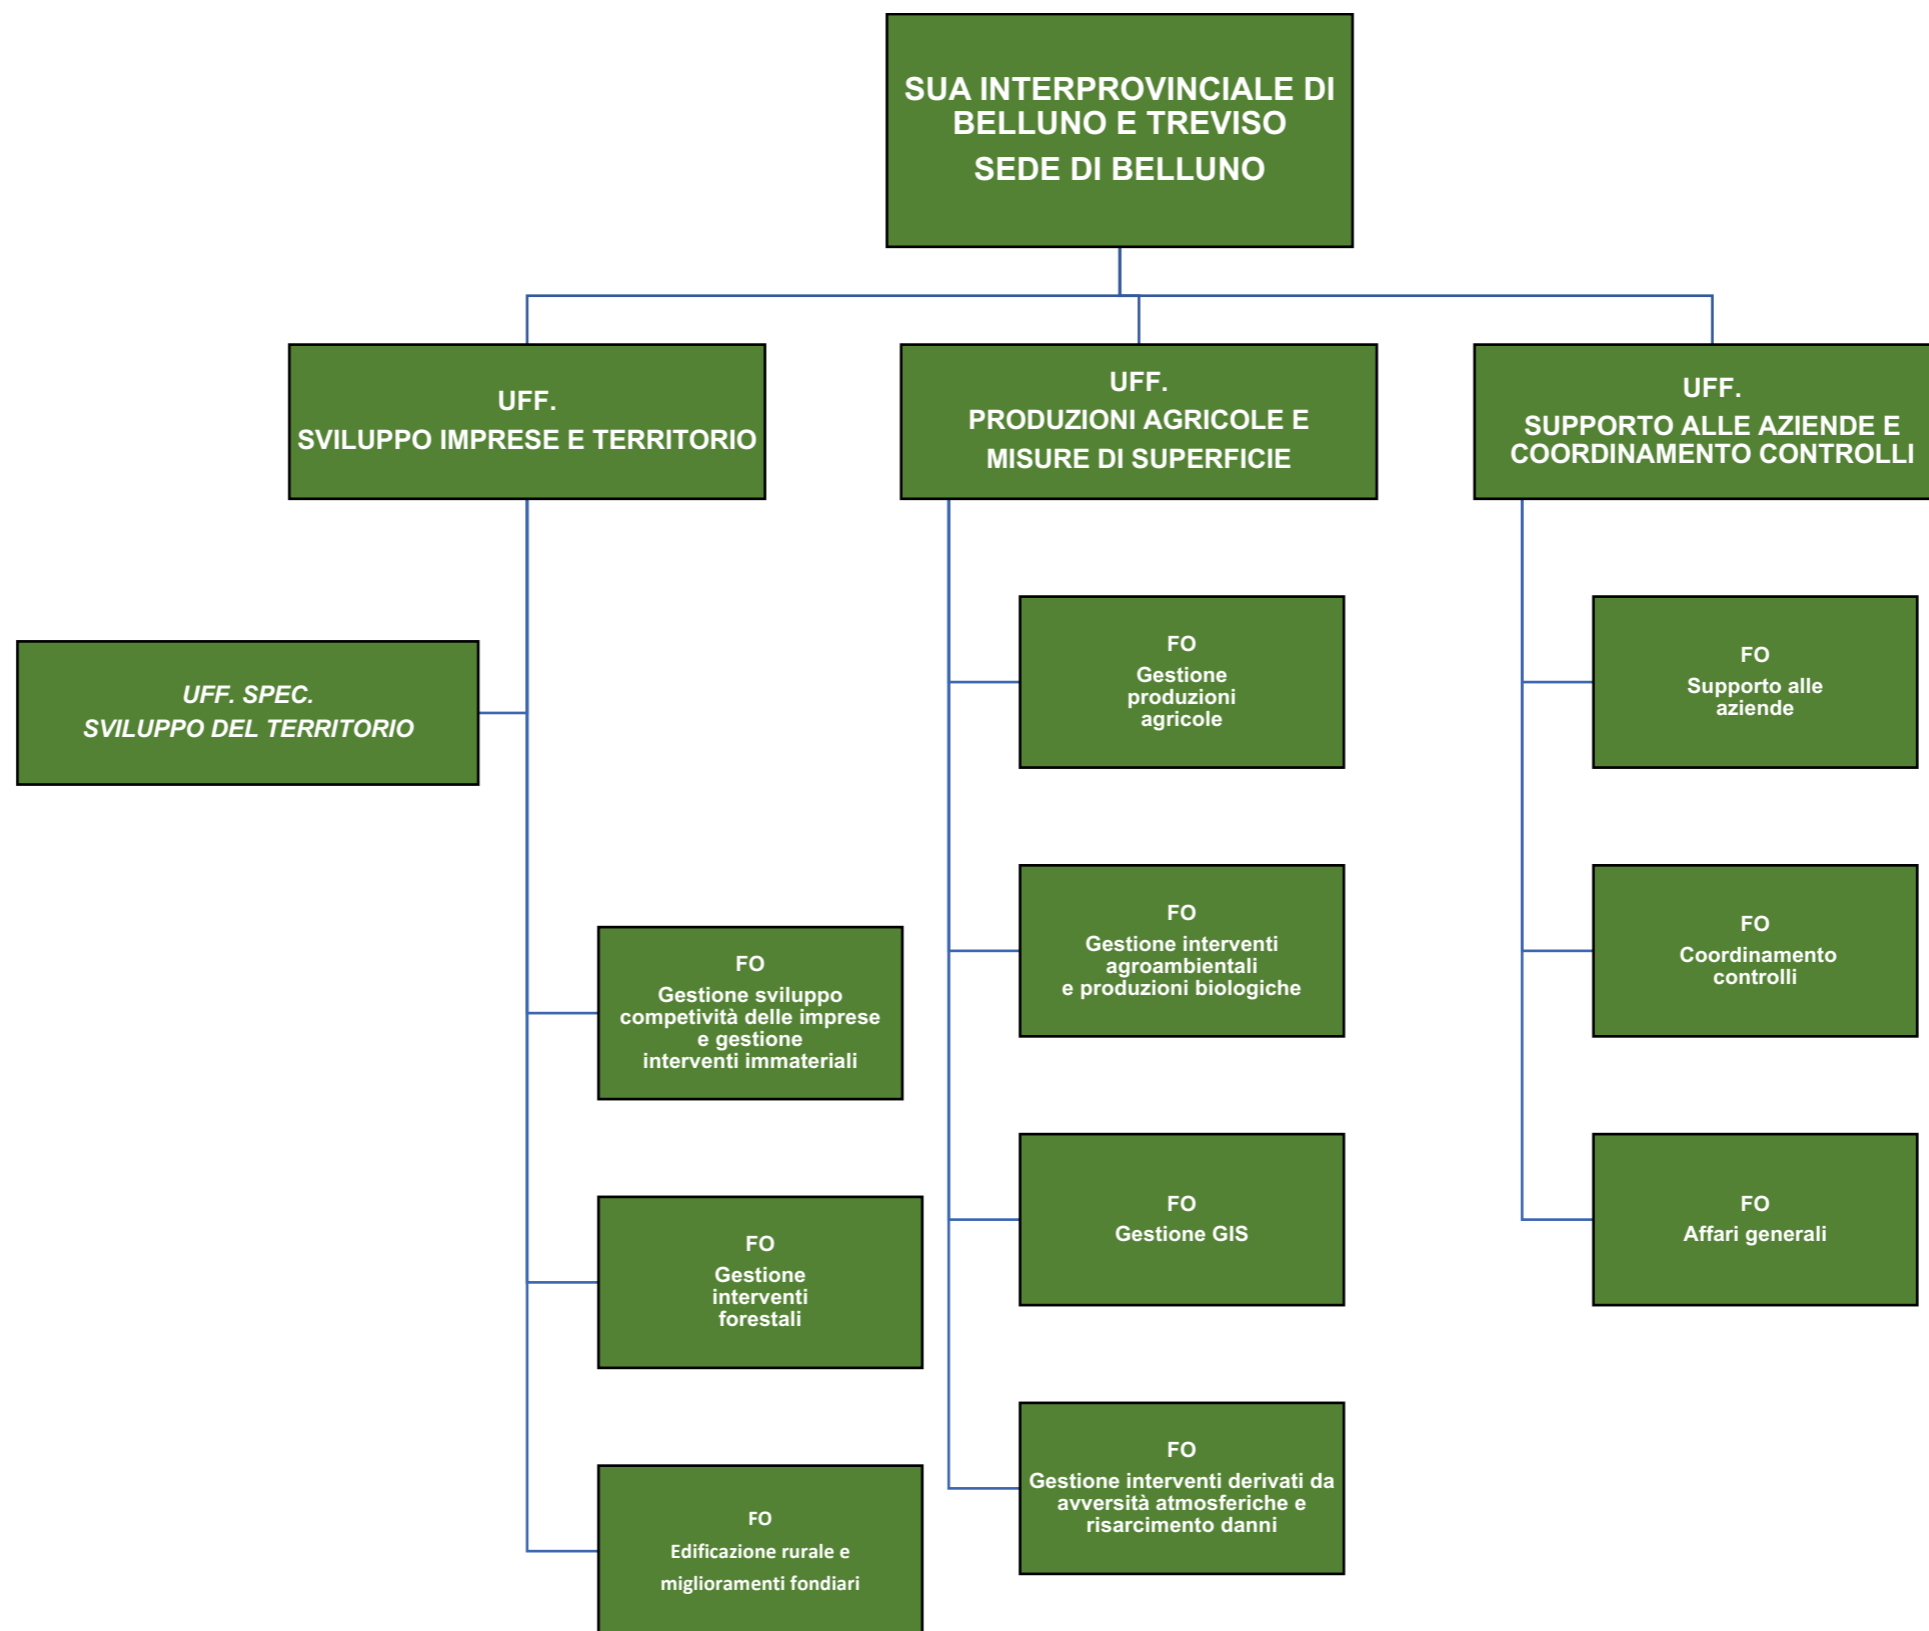 SUA INTERPROVINCIALE DI
BELLUNO E TREVISO
SEDE DI BELLUNO
UFF.
SVILUPPO IMPRESE E TERRITORIO
UFF.
PRODUZIONI AGRICOLE E
MISURE DI SUPERFICIE
UFF.
SUPPORTO ALLE AZIENDE E
COORDINAMENTO CONTROLLI
UFF. SPEC.
SVILUPPO DEL TERRITORIO
FO
Gestione sviluppo
competività delle imprese
e gestione
interventi immateriali
FO
Gestione
interventi
forestali
FO
Edificazione rurale e
miglioramenti fondiari
FO
Gestione
produzioni
agricole
FO
Gestione interventi
agroambientali
e produzioni biologiche
FO
Gestione GIS
FO
Gestione interventi derivati da
avversità atmosferiche e
risarcimento danni
FO
Supporto alle
aziende
FO
Coordinamento
controlli
FO
Affari generali